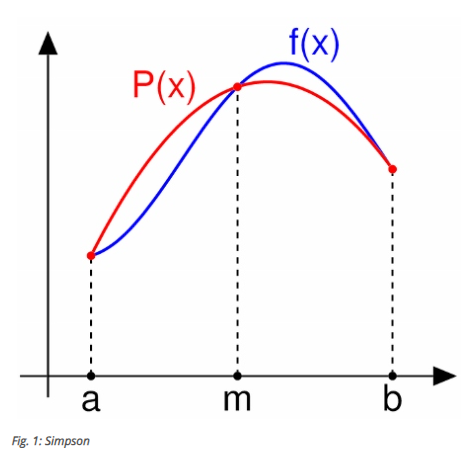 f(x)
P(x)
a m b
Fig. 1: Simpson